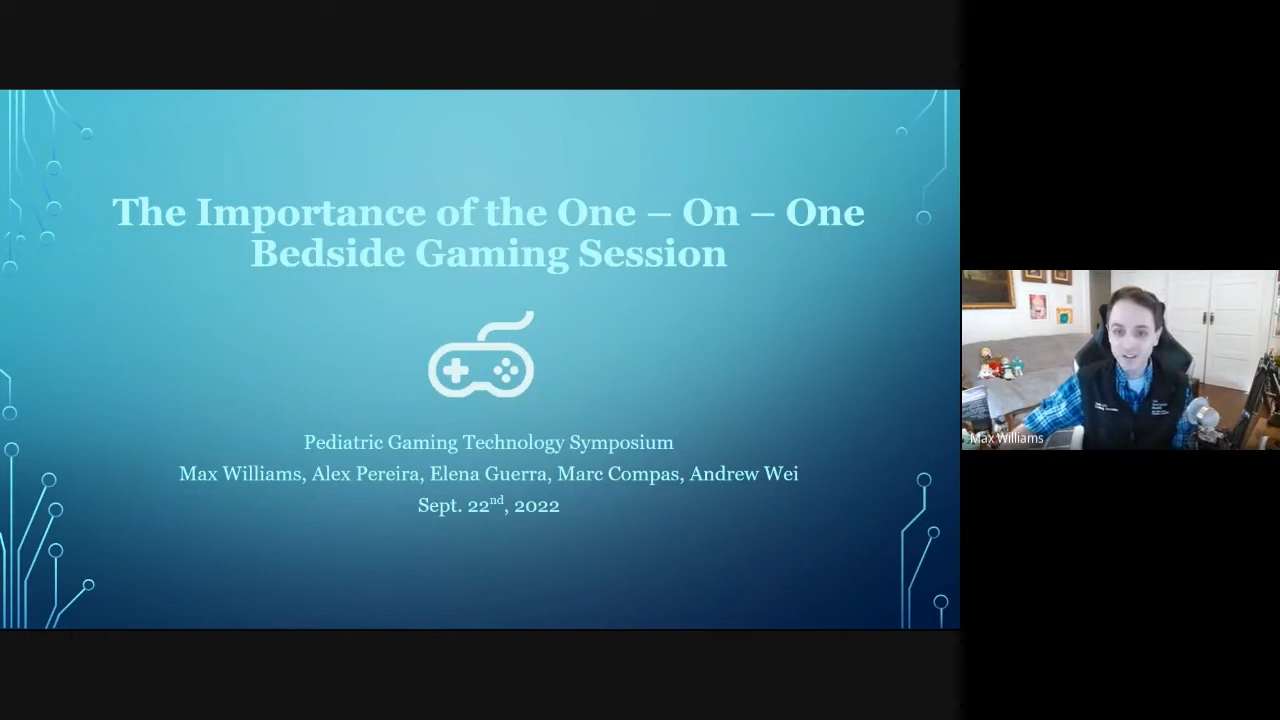 The Importance of the One – On – One
Bedside Gaming Session
Pediatric Gaming Technology Symposium
Max Williams, Alex Pereira, Elena Guerra, Marc Compas, Andrew Wei
Sept. 22nd, 2022
Max Williams